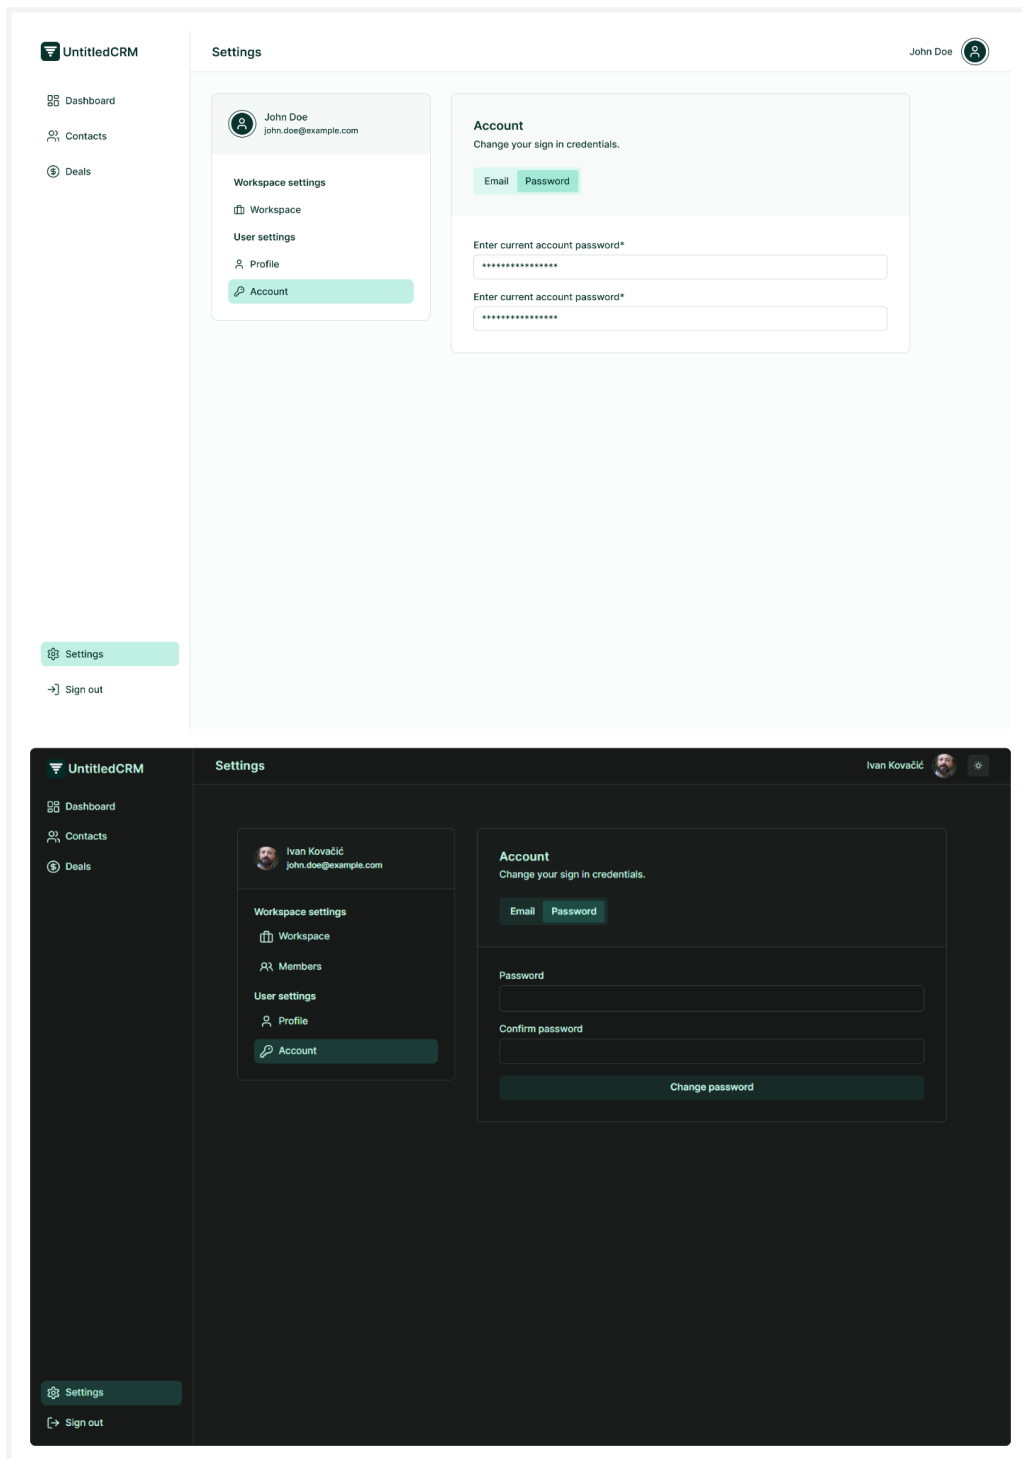 UntitledCRM
Settings
John Doe
Dashboard
Contacts
Deals
John Doe
john.doe@example.com
Workspace settings
Workspace
User settings
Profile
Account
Account
Change your sign in credentials.
Email
Password
Enter current account password*
****************
Enter current account password*
****************
Settings
Sign out
UntitledCRM
Settings
Ivan Kovačić
Dashboard
Contacts
Deals
Ivan Kovačić
john.doe@example.com
Workspace settings
Workspace
Members
User settings
Profile
Account
Account
Change your sign in credentials.
Email
Password
Password
Confirm password
Change password
Settings
Sign out